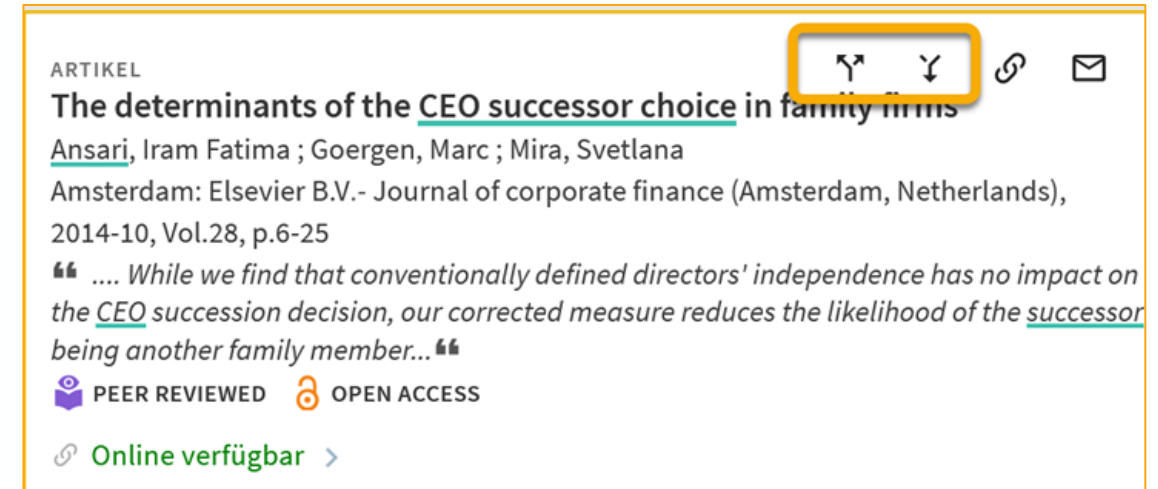 ARTIKEL
The determinants of the CEO successor choice in family firms
Ansari, Iram Fatima ; Goergen, Marc ; Mira, Svetlana
Amsterdam: Elsevier B.V.- Journal of corporate finance (Amsterdam, Netherlands),
2014-10, Vol.28, p.6-25
❝ .... While we find that conventionally defined directors' independence has no impact on
the CEO succession decision, our corrected measure reduces the likelihood of the successor
being another family member... ❝
PEER REVIEWED OPEN ACCESS
Online verfügbar >